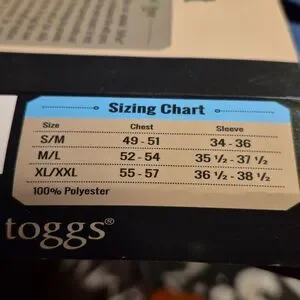 Sizing Chart
Size Chest Sleeve
S/M 49 - 51 34 - 36
M/L 52 - 54 35 ½ - 37 ½
XL/XXL 55 - 57 36 ½ - 38 ½
100% Polyester
toggs®